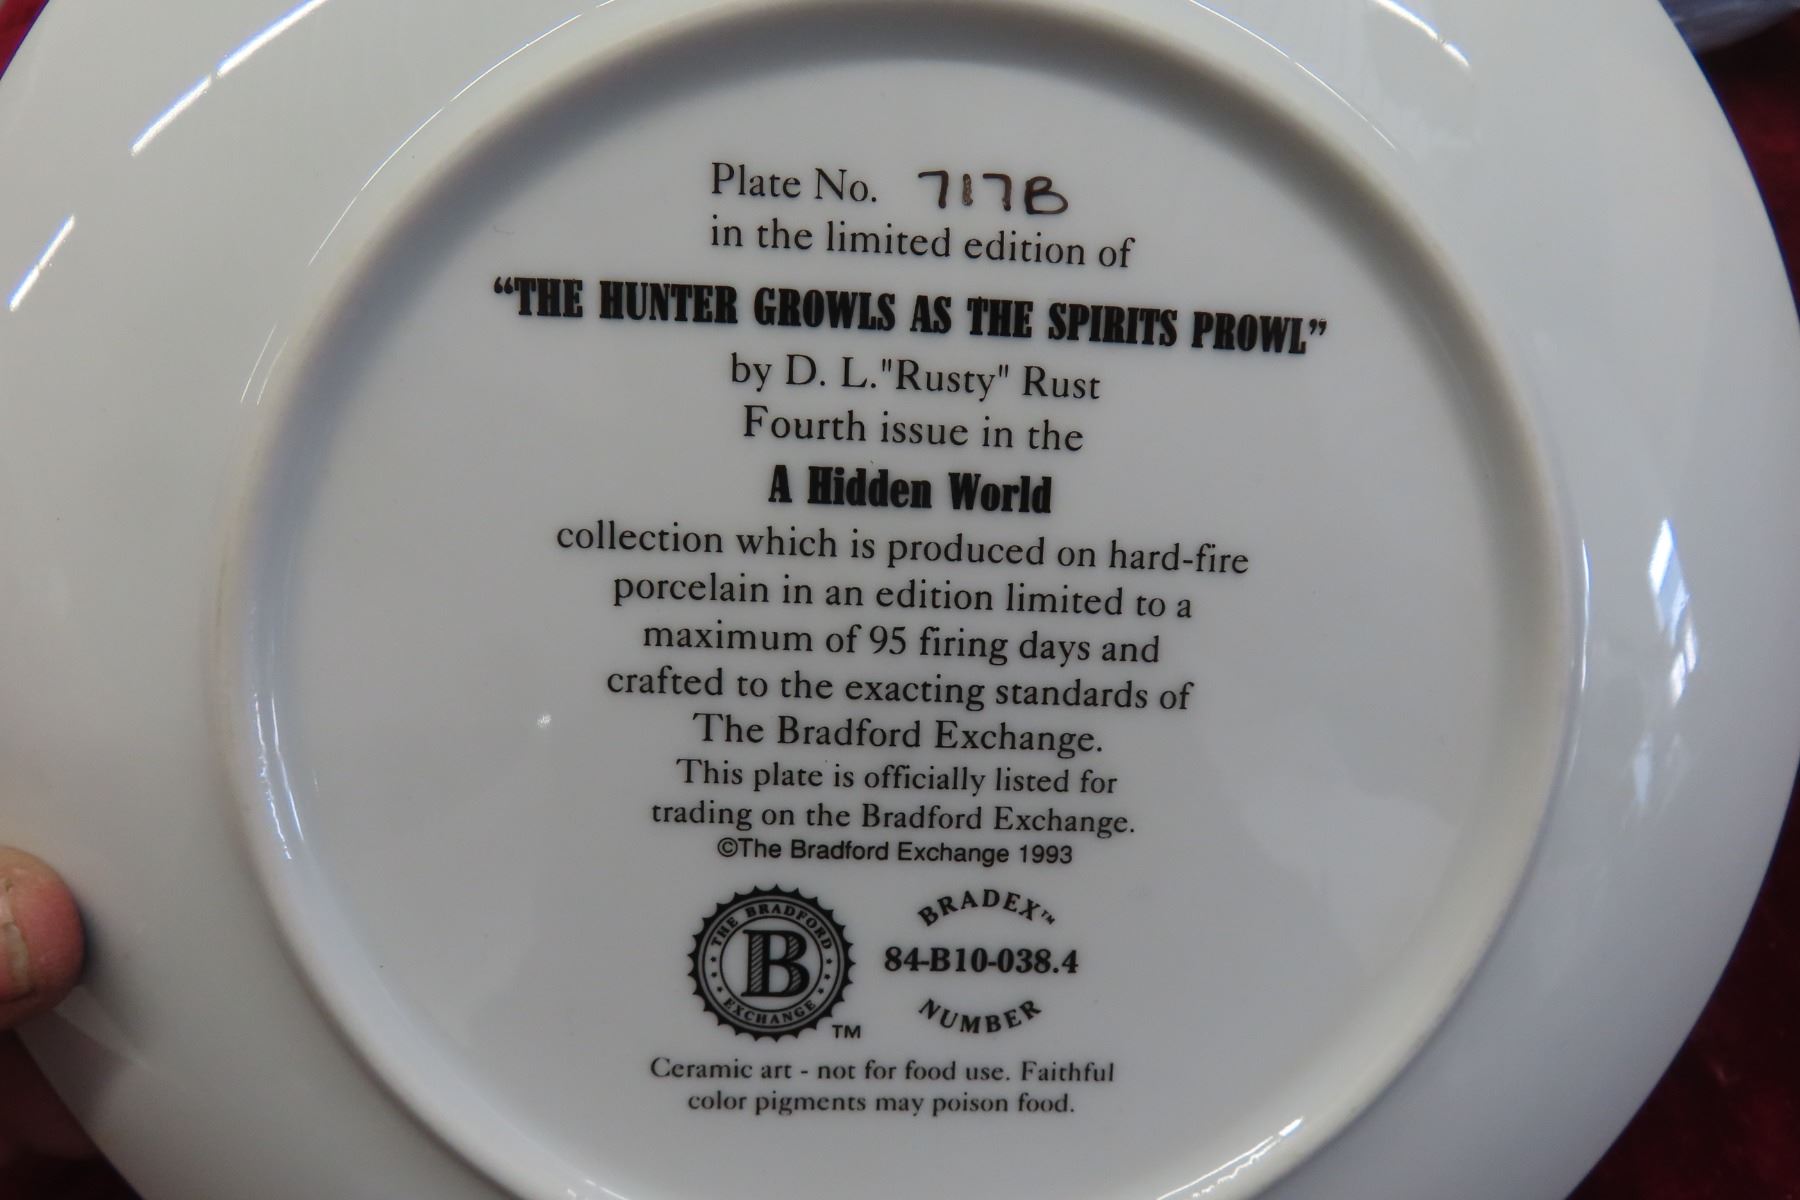 Plate No. 717B
in the limited edition of
“THE HUNTER GROWLS AS THE SPIRITS PROWL”
by D. L."Rusty" Rust
Fourth issue in the
A Hidden World
collection which is produced on hard-fire
porcelain in an edition limited to a
maximum of 95 firing days and
crafted to the exacting standards of
The Bradford Exchange.
This plate is officially listed for
trading on the Bradford Exchange.
©The Bradford Exchange 1993
THE BRADFORD
B
EXCHANGE
TM
BRADEX™
84-B10-038.4
NUMBER
Ceramic art - not for food use. Faithful
color pigments may poison food.